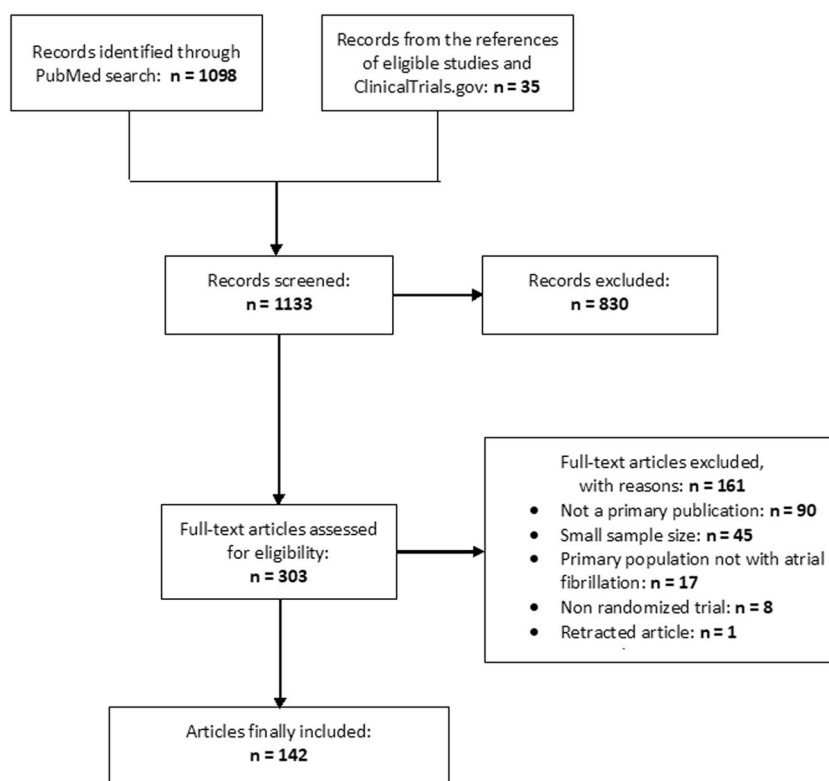 Records identified through
PubMed search: n = 1098
Records from the references
of eligible studies and
ClinicalTrials.gov: n = 35
Records screened:
n = 1133
Records excluded:
n = 830
Full-text articles assessed
for eligibility:
n = 303
Full-text articles excluded,
with reasons: n = 161
• Not a primary publication: n = 90
• Small sample size: n = 45
• Primary population not with atrial
fibrillation: n = 17
• Non randomized trial: n = 8
• Retracted article: n = 1
Articles finally included:
n = 142